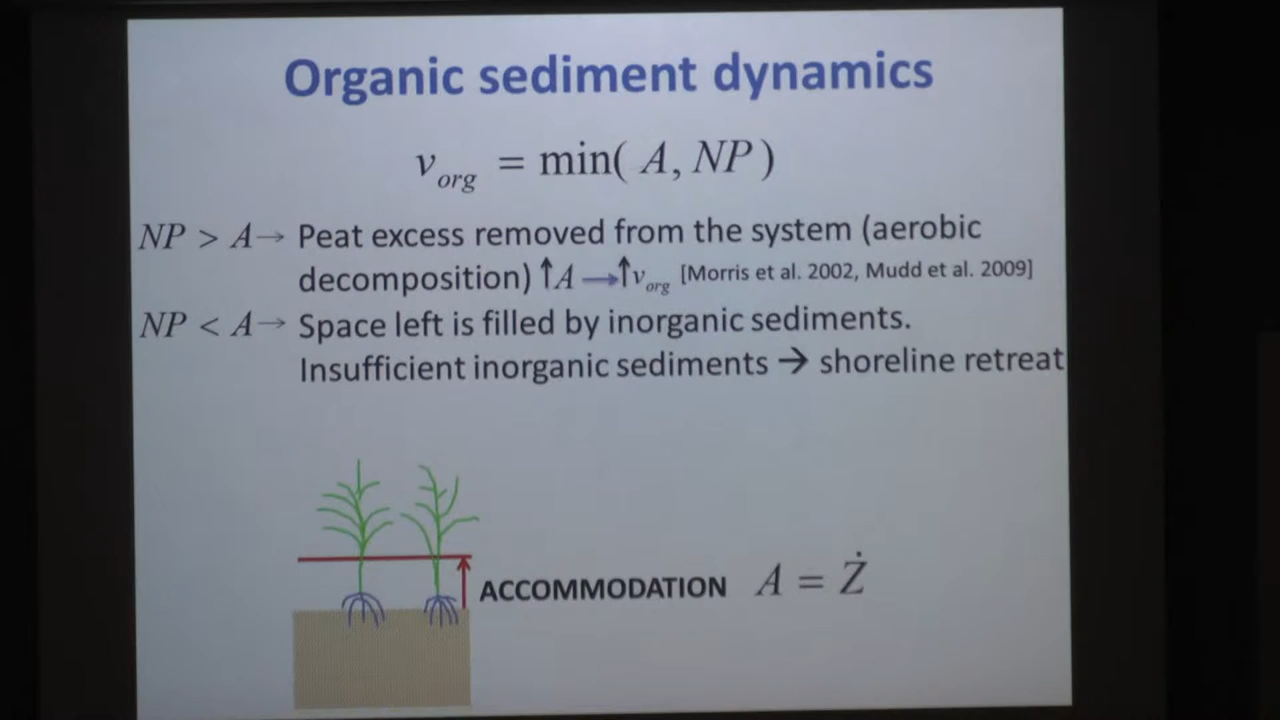 Organic sediment dynamics
v_org = min( A, NP )
NP > A→ Peat excess removed from the system (aerobic
decomposition) ↑A →↑v_org [Morris et al. 2002, Mudd et al. 2009]
NP < A→ Space left is filled by inorganic sediments.
Insufficient inorganic sediments → shoreline retreat
ACCOMMODATION A = Ż